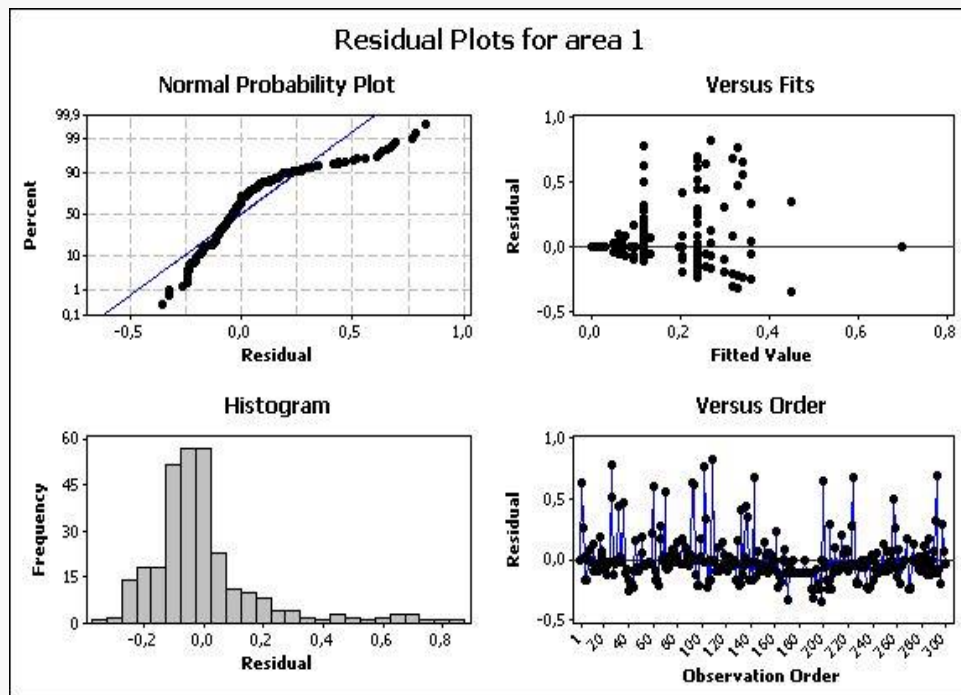 Residual Plots for area 1
Normal Probability Plot
Percent
99,9
99
90
50
10
1
0,1
-0,5 0,0 0,5 1,0
Residual
Versus Fits
Residual
1,0
0,5
0,0
-0,5
0,0 0,2 0,4 0,6 0,8
Fitted Value
Histogram
Frequency
60
45
30
15
0
-0,2 0,0 0,2 0,4 0,6 0,8
Residual
Versus Order
Residual
1,0
0,5
0,0
-0,5
1 20 40 60 80 100 120 140 160 180 200 220 240 260 280 300
Observation Order